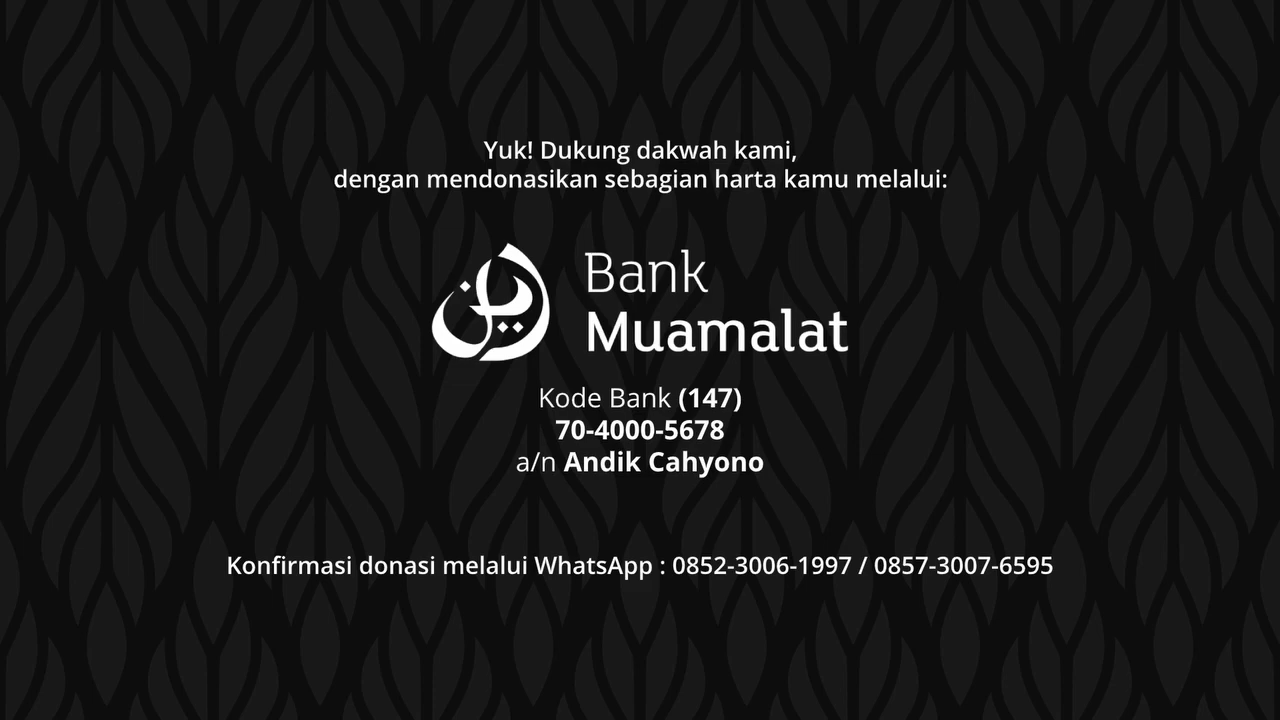 Yuk! Dukung dakwah kami,
dengan mendonasikan sebagian harta kamu melalui:
Bank
Muamalat
Kode Bank (147)
70-4000-5678
a/n Andik Cahyono
Konfirmasi donasi melalui WhatsApp : 0852-3006-1997 / 0857-3007-6595